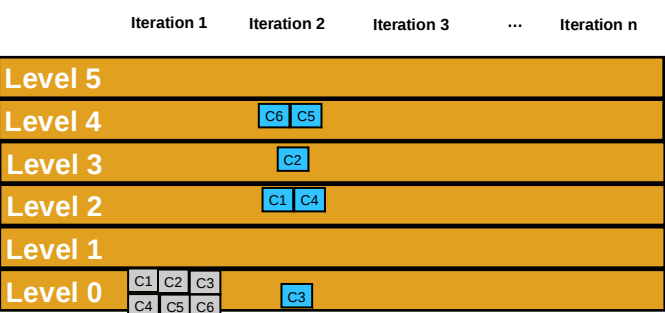 Iteration 1 Iteration 2 Iteration 3 ... Iteration n
Level 5
Level 4 C6 C5
Level 3 C2
Level 2 C1 C4
Level 1
Level 0 C1 C2 C3 C3
C4 C5 C6